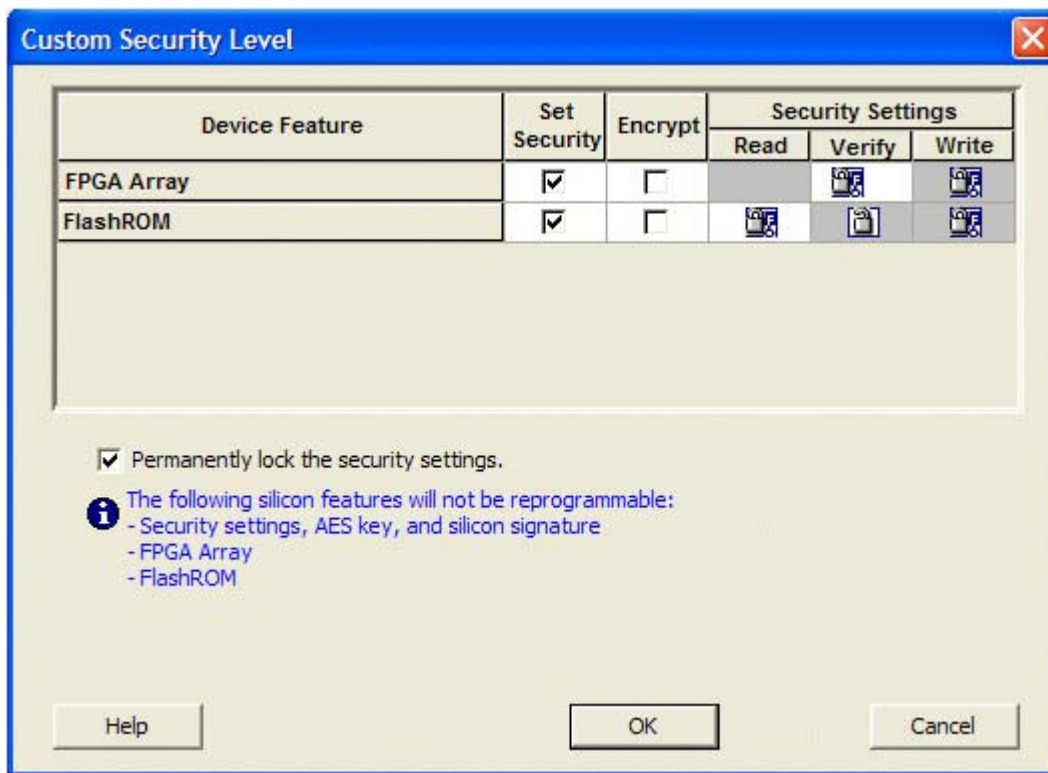 Custom Security Level
Device Feature
Set Security
Encrypt
Security Settings
Read
Verify
Write
FPGA Array
FlashROM
Permanently lock the security settings.
The following silicon features will not be reprogrammable:
- Security settings, AES key, and silicon signature
- FPGA Array
- FlashROM
Help
OK
Cancel